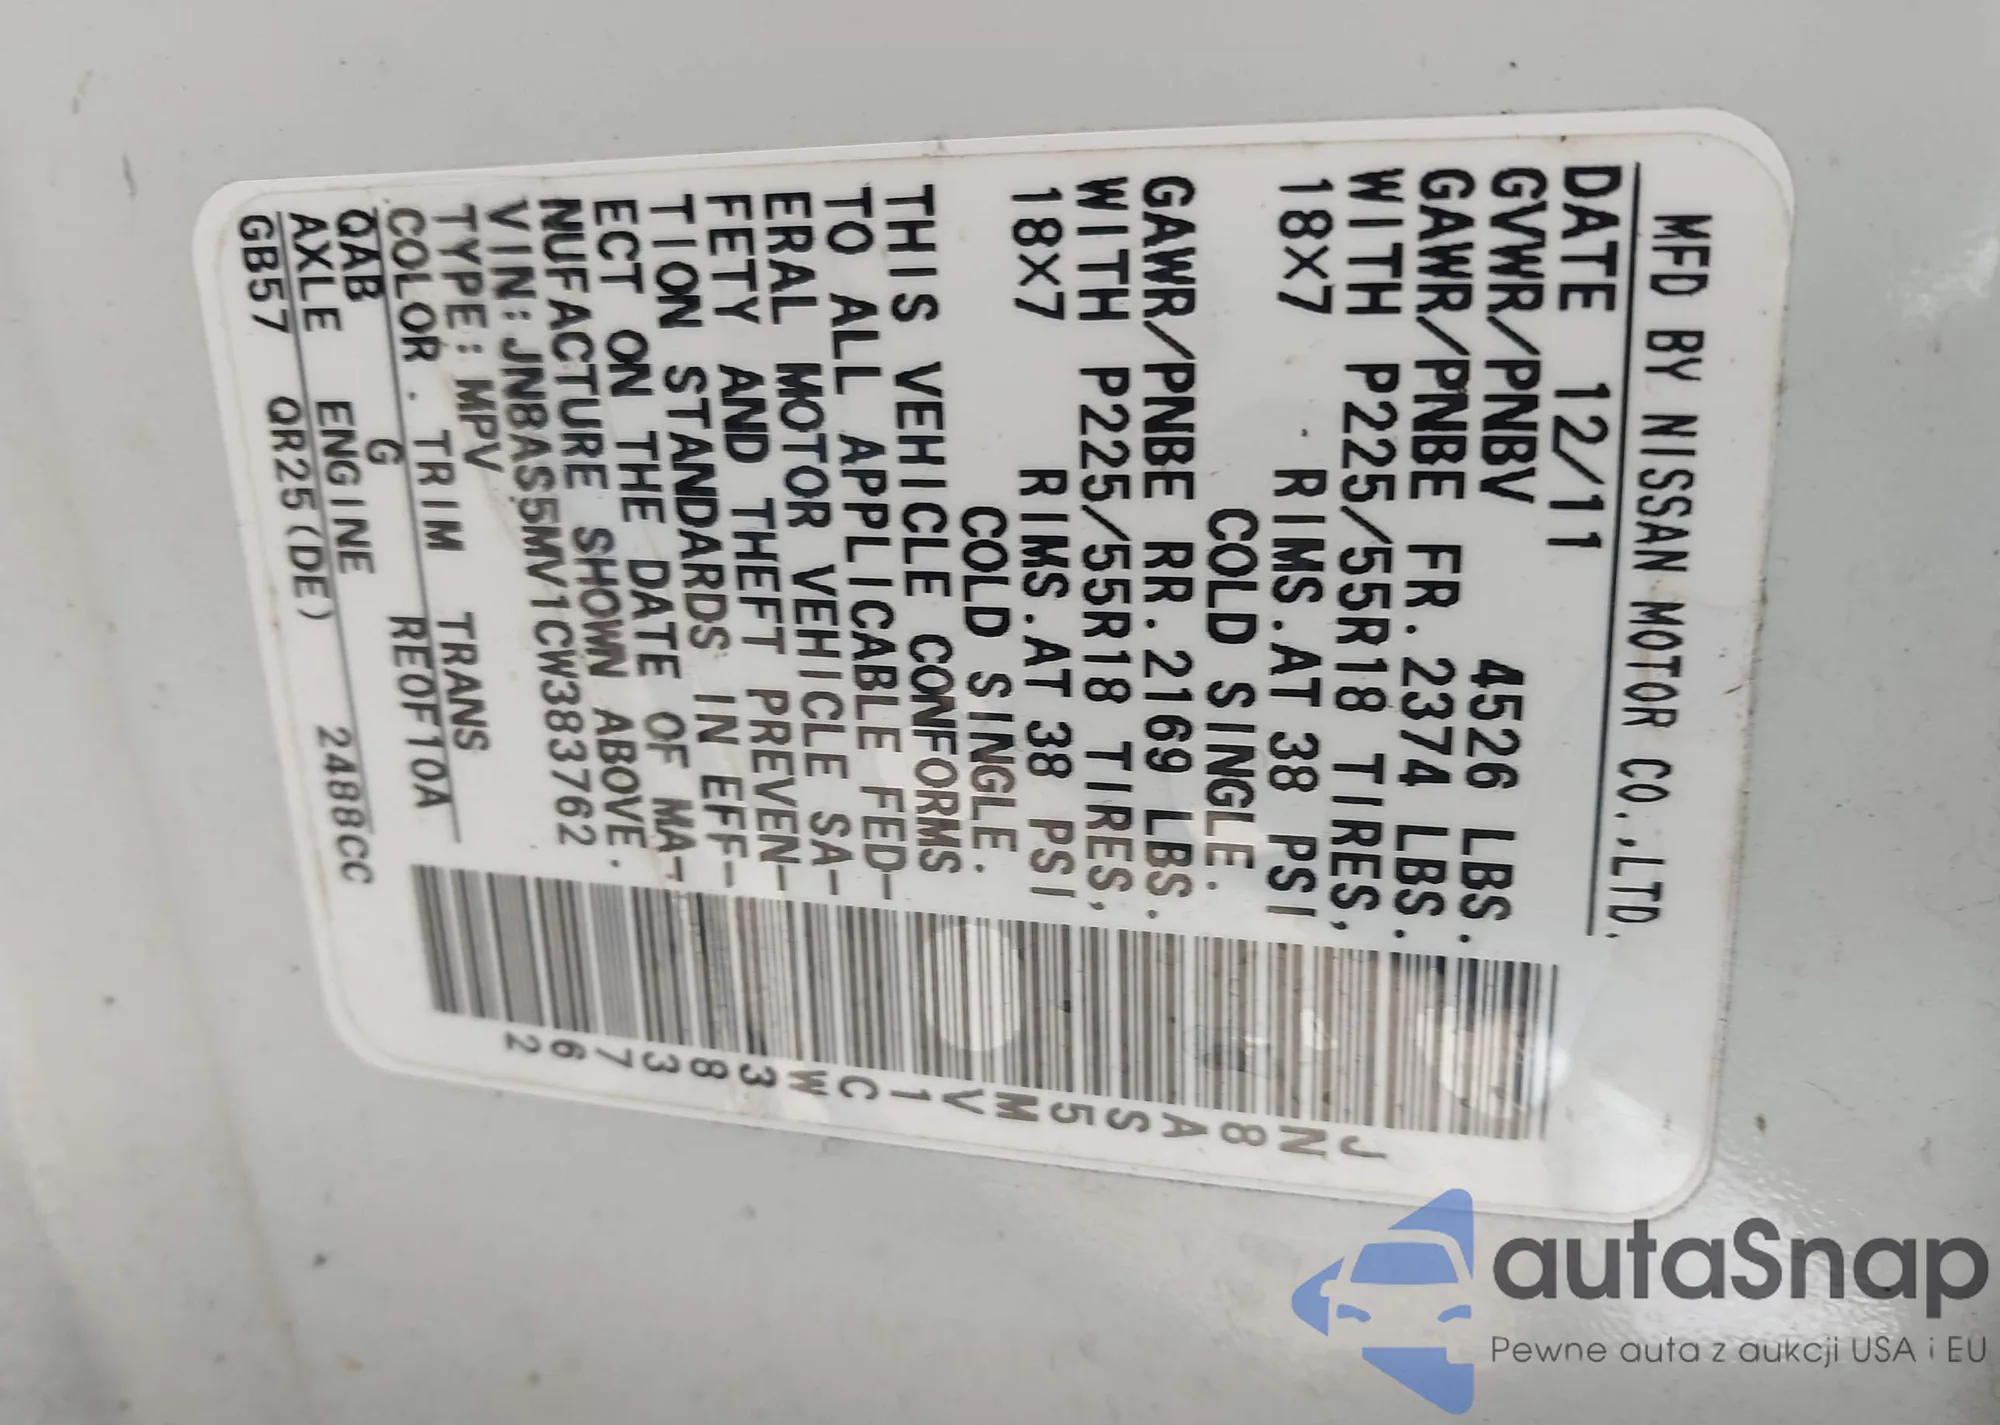 MFD BY NISSAN MOTOR CO.,LTD.
DATE 12/11
GVWR/PNBV 4526 LBS.
GAWR/PNBE FR. 2374 LBS.
WITH P225/55R18 TIRES,
18X7 RIMS.AT 38 PSI
COLD SINGLE.
GAWR/PNBE RR. 2169 LBS.
WITH P225/55R18 TIRES,
18X7 RIMS.AT 38 PSI
COLD SINGLE.
THIS VEHICLE CONFORMS
TO ALL APPLICABLE FED-
ERAL MOTOR VEHICLE SA-
FETY AND THEFT PREVEN-
TION STANDARDS IN EFF-
ECT ON THE DATE OF MA-
NUFACTURE SHOWN ABOVE.
VIN:JN8AS5MV1CW383762
TYPE:MPV
COLOR. TRIM TRANS
QAB G RE0F10A
AXLE ENGINE
GB57 QR25(DE) 2488CC
JN8AS5MV1CW383762
autaSnap
Pewne auta z aukcji USA i EU